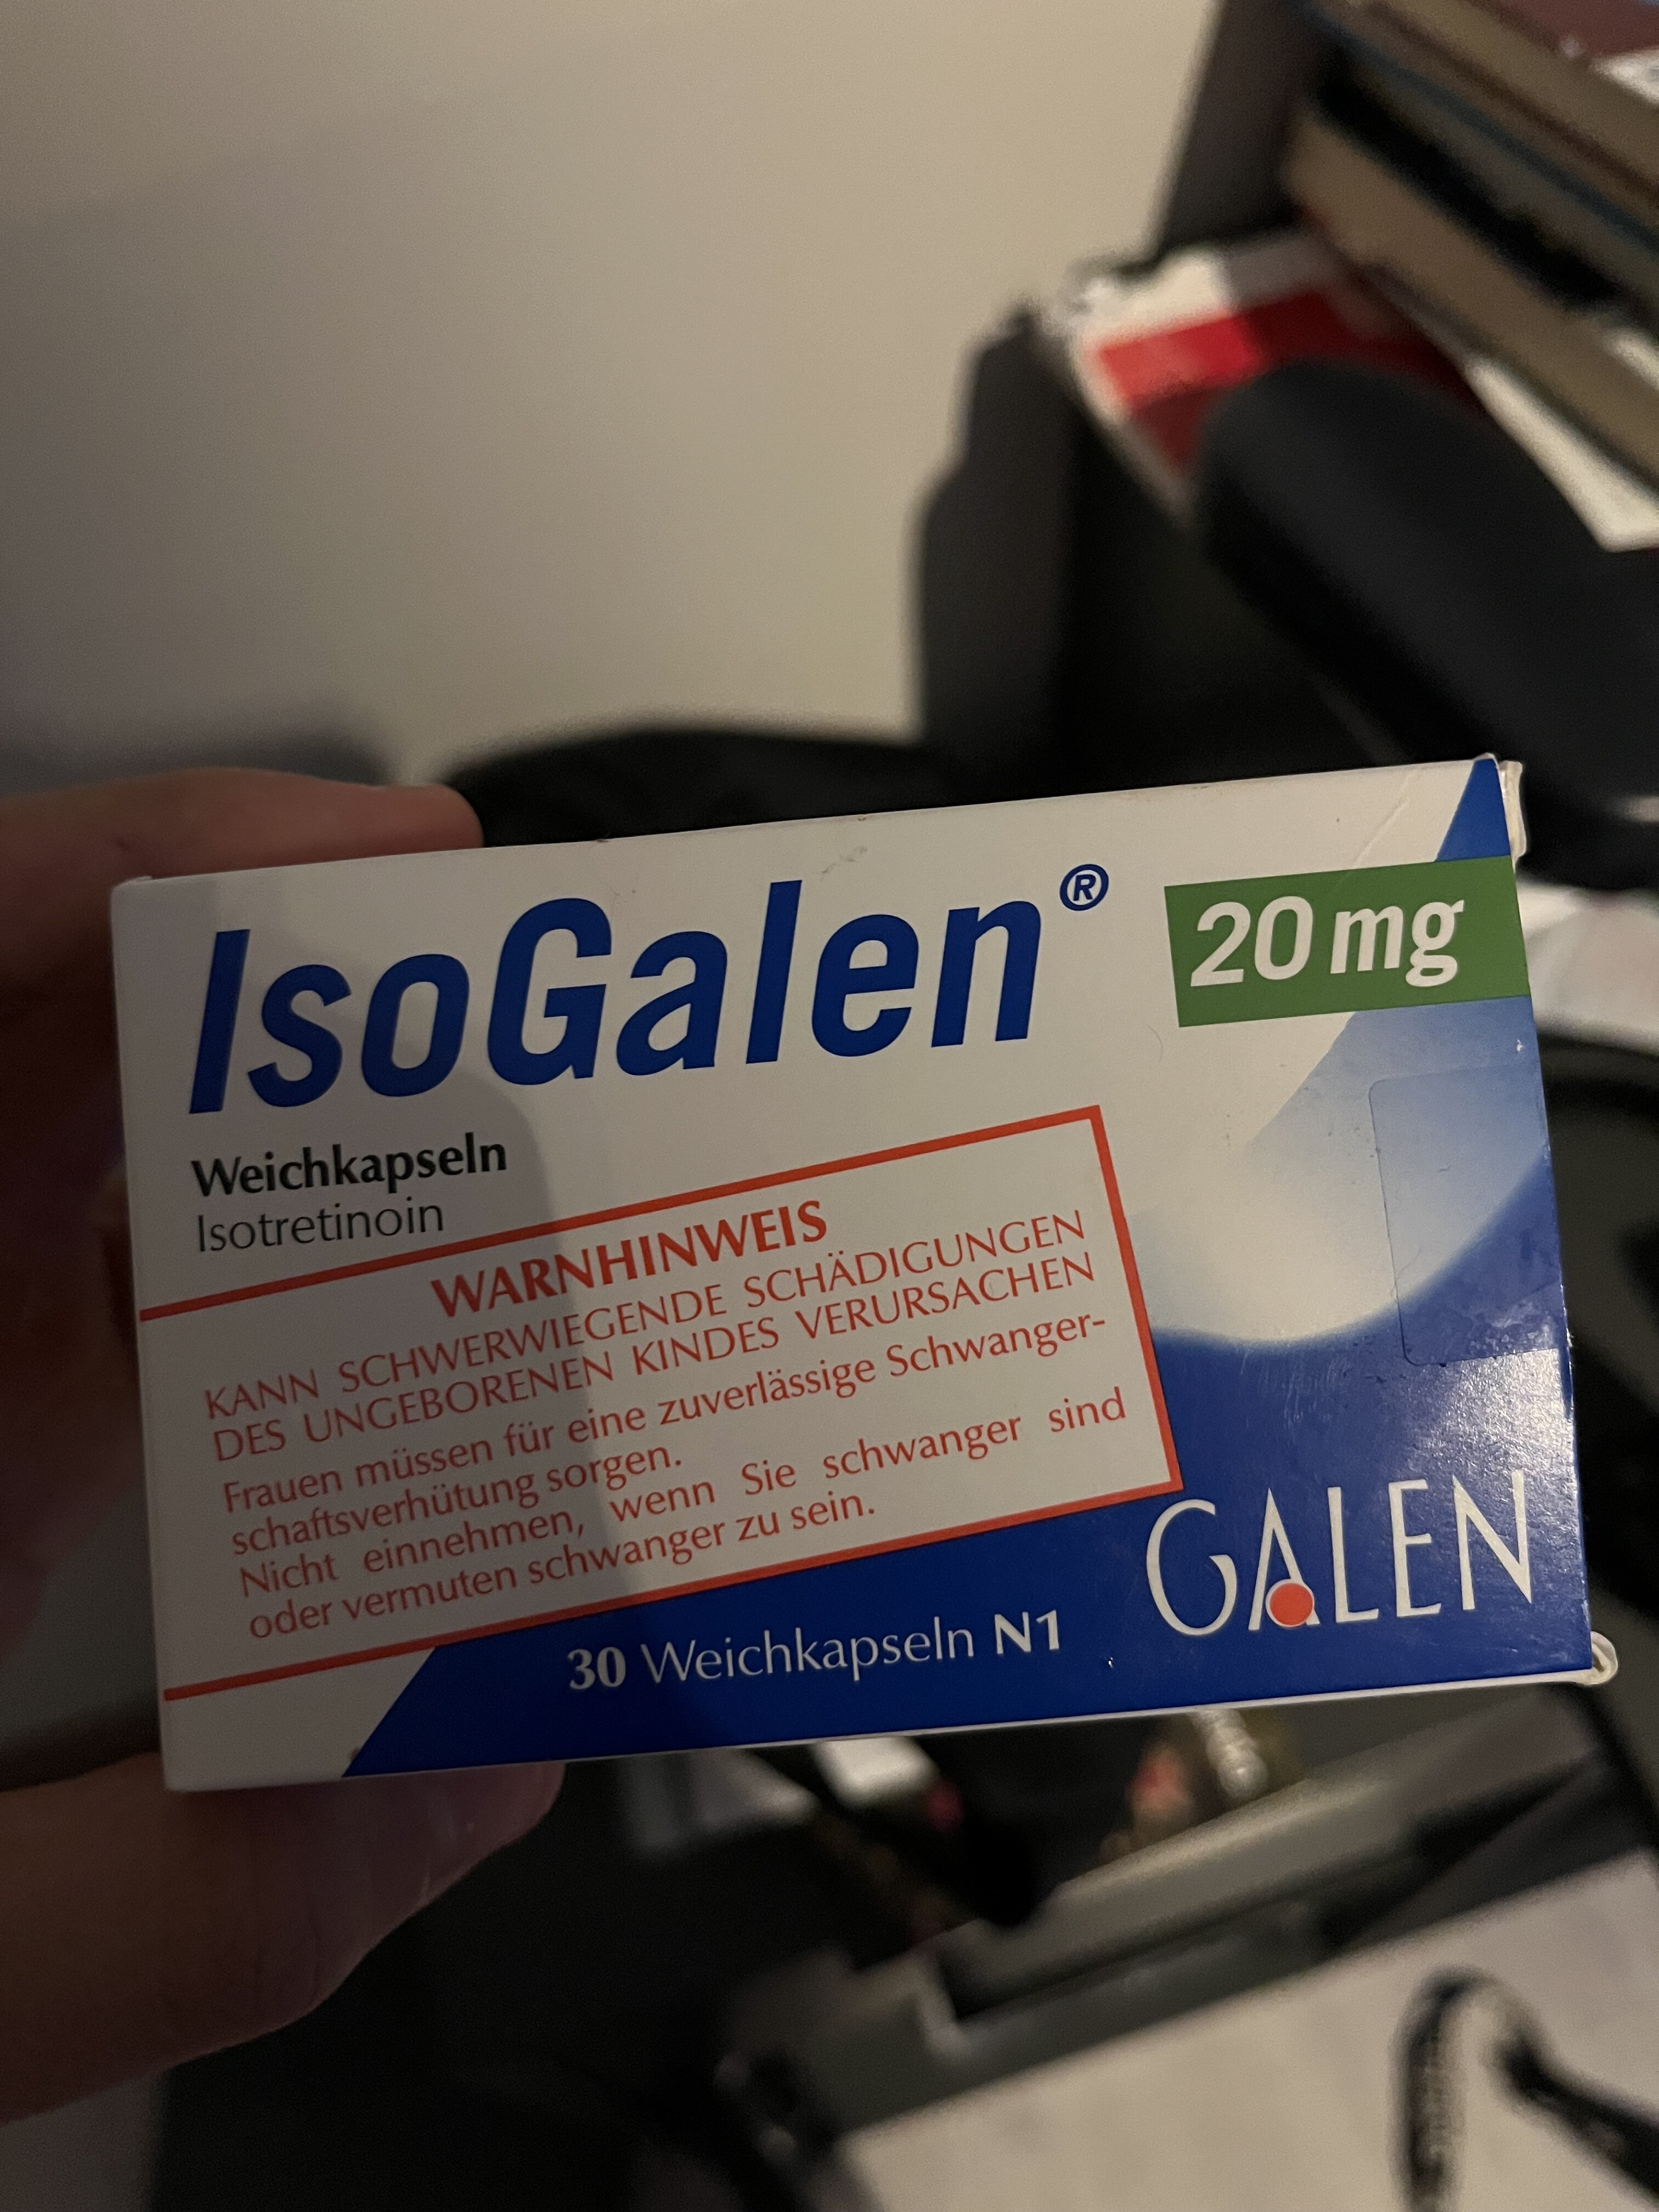 IsoGalen®
20 mg
Weichkapseln
Isotretinoin
WARNHINWEIS
KANN SCHWERWIEGENDE SCHÄDIGUNGEN
DES UNGEBORENEN KINDES VERURSACHEN
Frauen müssen für eine zuverlässige Schwanger-
schaftsverhütung sorgen.
Nicht einnehmen, wenn Sie schwanger sind
oder vermuten schwanger zu sein.
30 Weichkapseln N1
GALEN